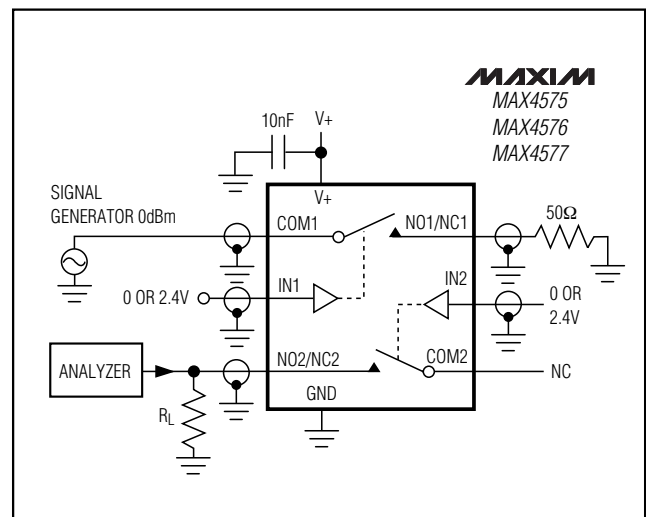 MAXIM
MAX4575
MAX4576
MAX4577
10nF
V+
V+
SIGNAL
GENERATOR 0dBm
COM1
NO1/NC1
50Ω
0 OR 2.4V
IN1
IN2
0 OR
2.4V
ANALYZER
NO2/NC2
COM2
NC
RL
GND